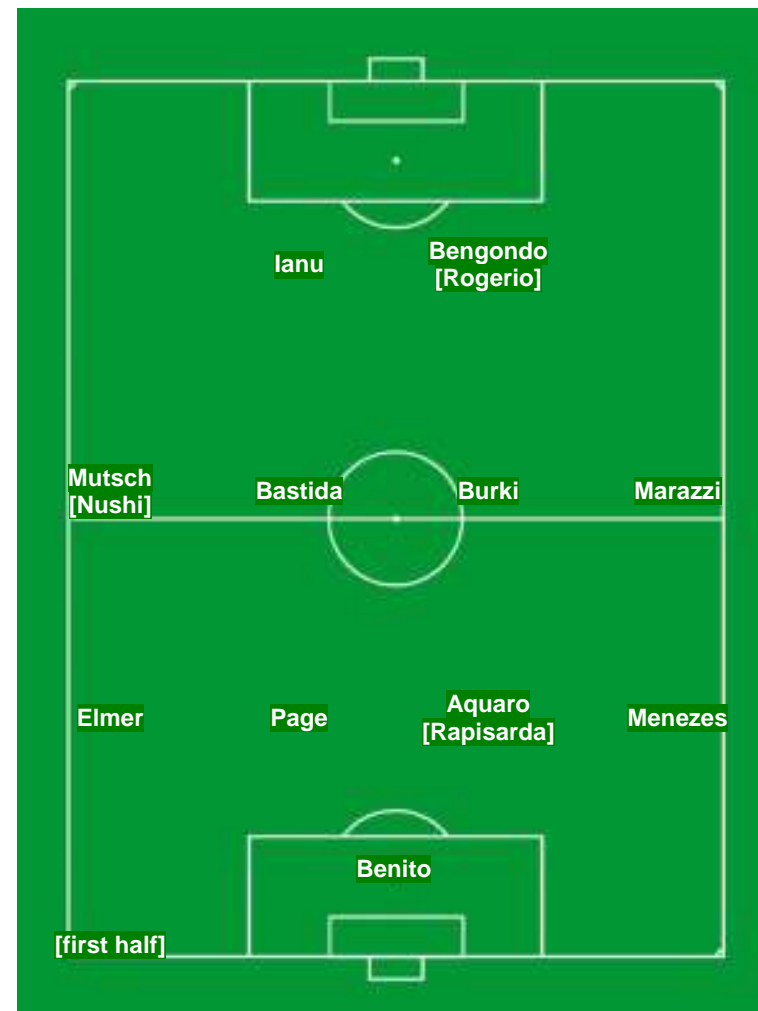 Ianu
Bengondo
[Rogerio]
Mutsch
[Nushi]
Bastida
Burki
Marazzi
Elmer
Page
Aquaro
[Rapisarda]
Menezes
Benito
[first half]